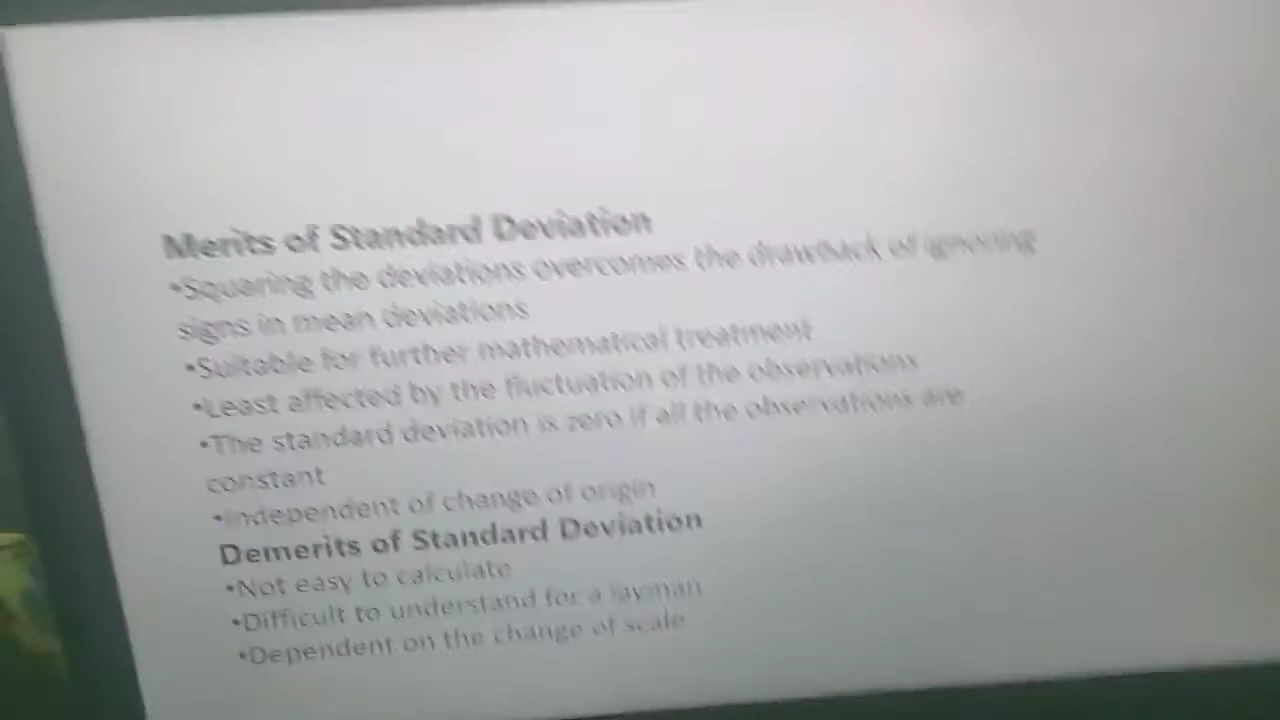 Merits of Standard Deviation
•Squaring the deviations overcomes the drawback of ignoring
signs in mean deviations
•Suitable for further mathematical treatment
•Least affected by the fluctuation of the observations
•The standard deviation is zero if all the observations are
constant
•Independent of change of origin
Demerits of Standard Deviation
•Not easy to calculate
•Difficult to understand for a layman
•Dependent on the change of scale